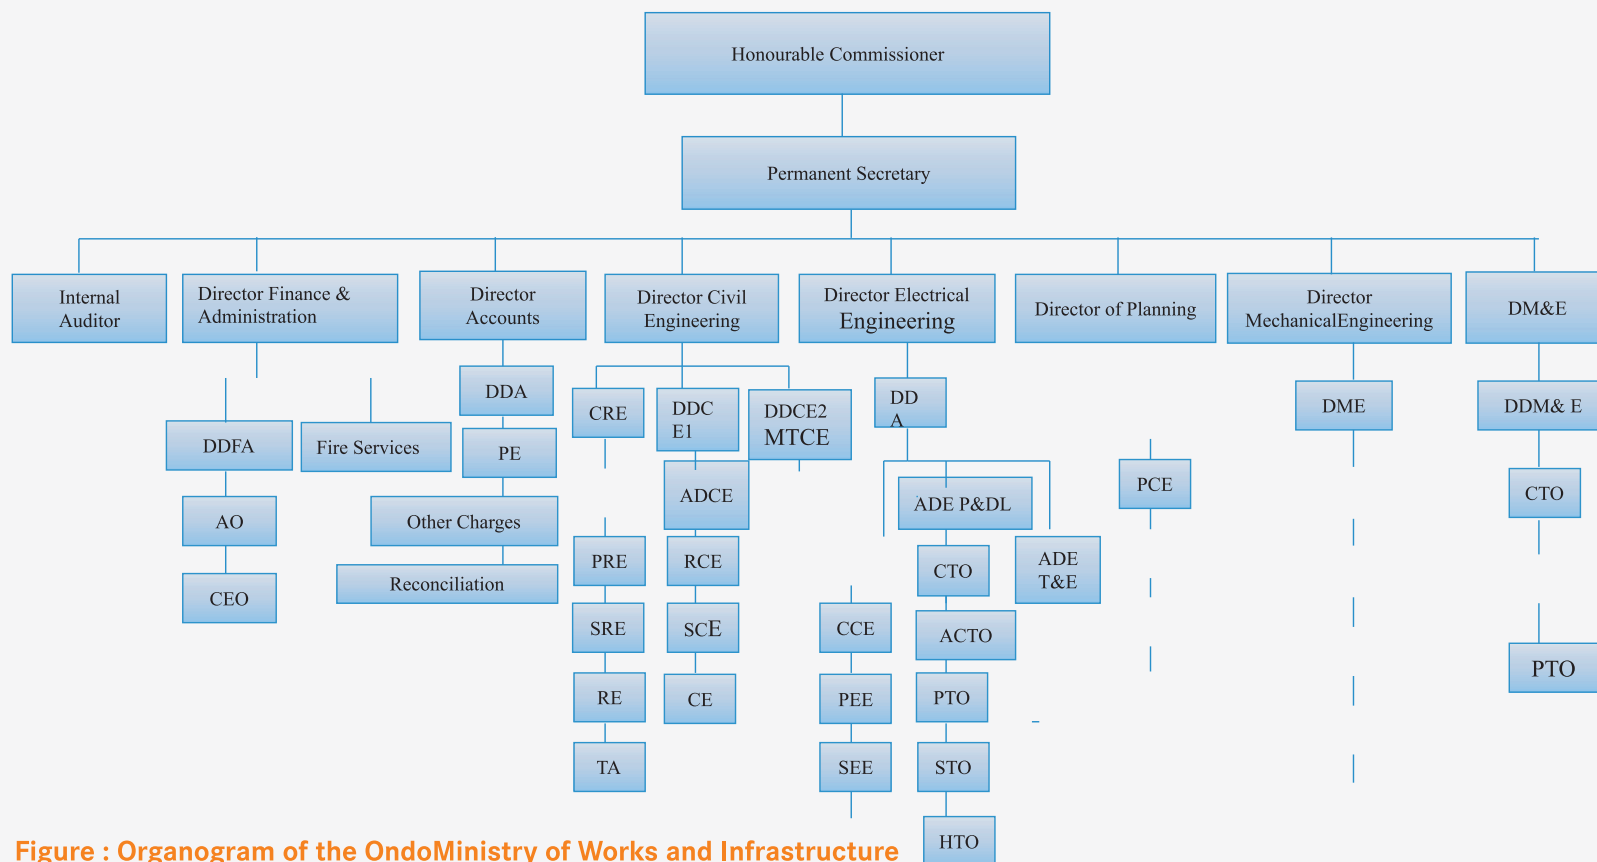 Honourable Commissioner
Permanent Secretary
Internal
Auditor
Director Finance &
Administration
Director
Accounts
Director Civil
Engineering
Director Electrical
Engineering
Director of Planning
Director
MechanicalEngineering
DM&E
DDA
CRE
DDC
E1
DDCE2
MTCE
DD
A
DME
DDM& E
DDFA
Fire Services
PE
ADCE
ADE P&DL
PCE
CTO
AO
Other Charges
PRE
RCE
CTO
ADE
T&E
CEO
Reconciliation
SRE
SCE
CCE
ACTO
PTO
RE
CE
PEE
PTO
TA
SEE
STO
HTO
Figure : Organogram of the OndoMinistry of Works and Infrastructure